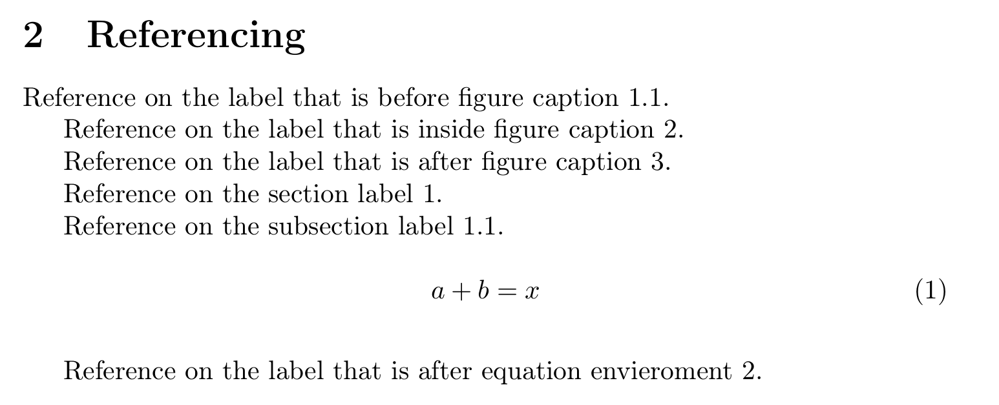 2 Referencing
Reference on the label that is before figure caption 1.1.
Reference on the label that is inside figure caption 2.
Reference on the label that is after figure caption 3.
Reference on the section label 1.
Reference on the subsection label 1.1.
a + b = x (1)
Reference on the label that is after equation envieroment 2.